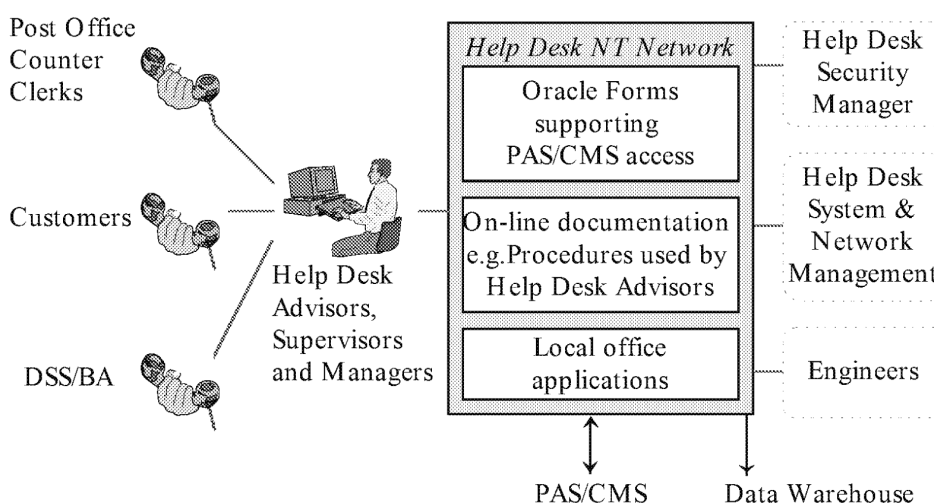 Post Office
Counter
Clerks
Customers
DSS/BA
Help Desk
Advisors,
Supervisors
and Managers
Help Desk NT Network
Oracle Forms
supporting
PAS/CMS access
On-line documentation
e.g.Procedures used by
Help Desk Advisors
Local office
applications
Help Desk
Security
Manager
Help Desk
System &
Network
Management
Engineers
PAS/CMS
Data Warehouse